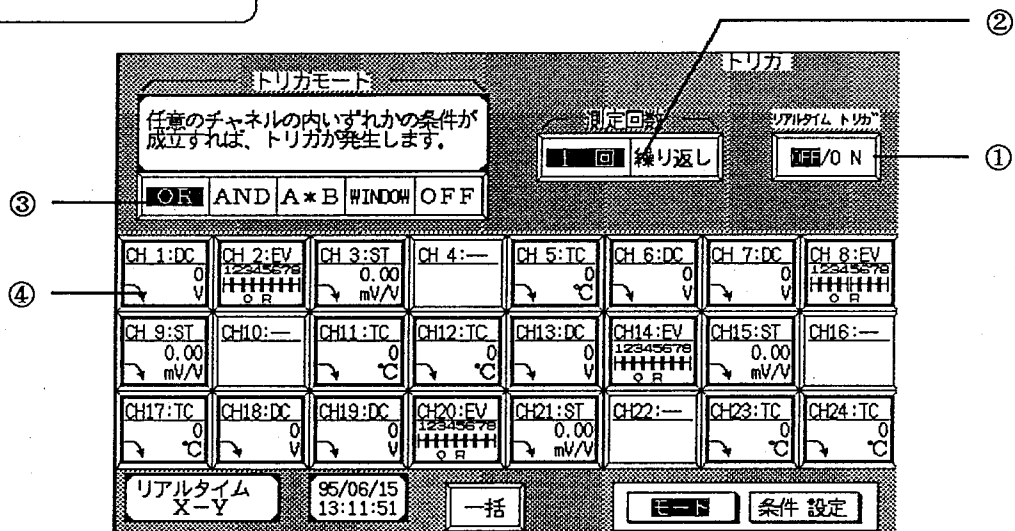 ②
トリガ
トリガモード
任意のチャネルの内いずれかの条件が
成立すれば、トリガが発生します。
測定回数
1 回 繰り返し
リアルタイム トリガ
OFF/O N
①
③
OR AND A*B WINDOW OFF
④
CH 1:DC CH 2:EV CH 3:ST CH 4:-- CH 5:TC CH 6:DC CH 7:DC CH 8:EV
0 12345678 0.00 0 0 0 12345678
V OR mV/V ℃ V V OR
CH 9:ST CH10:-- CH11:TC CH12:TC CH13:DC CH14:EV CH15:ST CH16:--
0.00 0 0 0 12345678 0.00
mV/V ℃ ℃ V OR mV/V
CH17:TC CH18:DC CH19:DC CH20:EV CH21:ST CH22:-- CH23:TC CH24:TC
0 0 0 12345678 0.00 0 0
℃ V V OR mV/V ℃ ℃
リアルタイム
X-Y
95/06/15
13:11:51
一括
モード 条件 設定